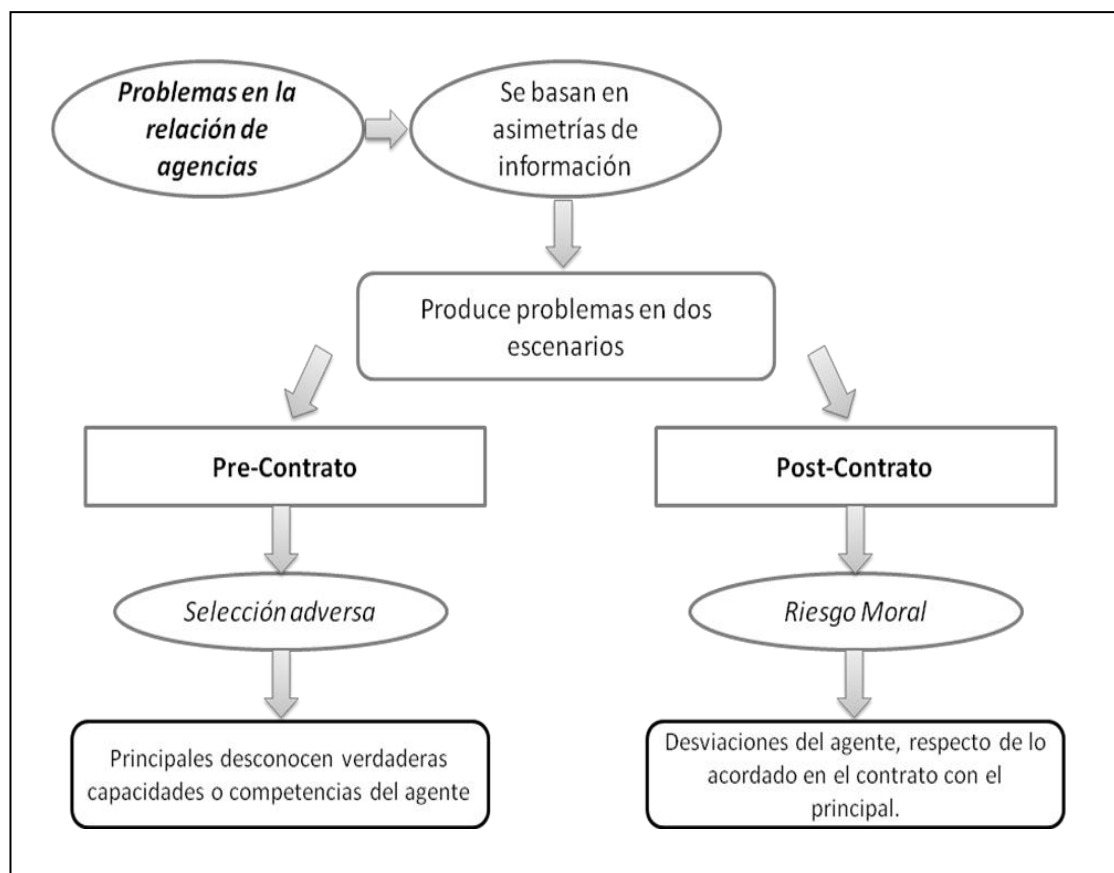 Problemas en la
relación de
agencias
Se basan en
asimetrías de
información
Produce problemas en dos
escenarios
Pre-Contrato
Post-Contrato
Selección adversa
Riesgo Moral
Principales desconocen verdaderas
capacidades o competencias del agente
Desviaciones del agente, respecto de lo
acordado en el contrato con el
principal.